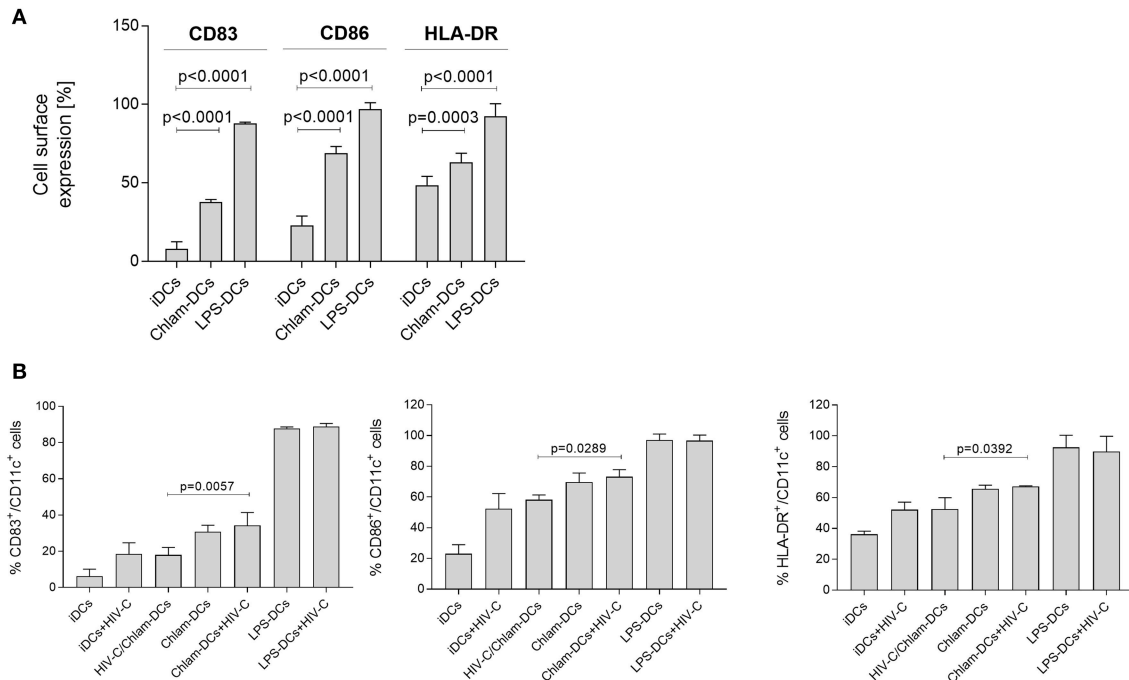 A
150
100
50
0
Cell surface
expression [%]
CD83
CD86
HLA-DR
p<0.0001
p<0.0001
p<0.0001
p<0.0001
p<0.0001
p=0.0003
iDCs
Chlam-DCs
LPS-DCs
iDCs
Chlam-DCs
LPS-DCs
iDCs
Chlam-DCs
LPS-DCs
B
% CD83⁺/CD11c⁺ cells
100
80
60
40
20
0
p=0.0057
iDCs
iDCs+HIV-C
HIV-C/Chlam-DCs
Chlam-DCs
Chlam-DCs+HIV-C
LPS-DCs
LPS-DCs+HIV-C
% CD86⁺/CD11c⁺ cells
120
100
80
60
40
20
0
p=0.0289
iDCs
iDCs+HIV-C
HIV-C/Chlam-DCs
Chlam-DCs
Chlam-DCs+HIV-C
LPS-DCs
LPS-DCs+HIV-C
% HLA-DR⁺/CD11c⁺ cells
120
100
80
60
40
20
0
p=0.0392
iDCs
iDCs+HIV-C
HIV-C/Chlam-DCs
Chlam-DCs
Chlam-DCs+HIV-C
LPS-DCs
LPS-DCs+HIV-C